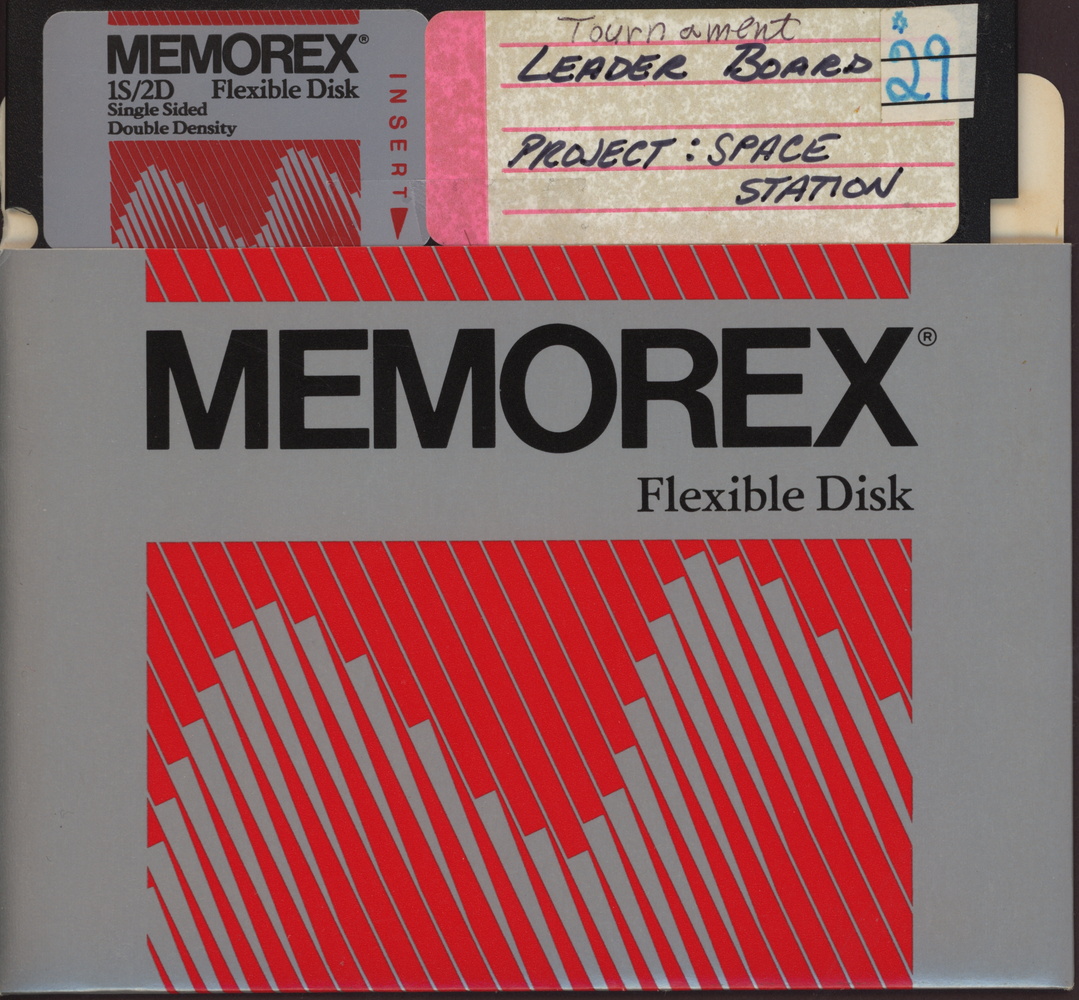 MEMOREX®
1S/2D Flexible Disk
Single Sided
Double Density
INSERT
Tournament
LEADER BOARD
PROJECT: SPACE
STATION
*29
MEMOREX®
Flexible Disk